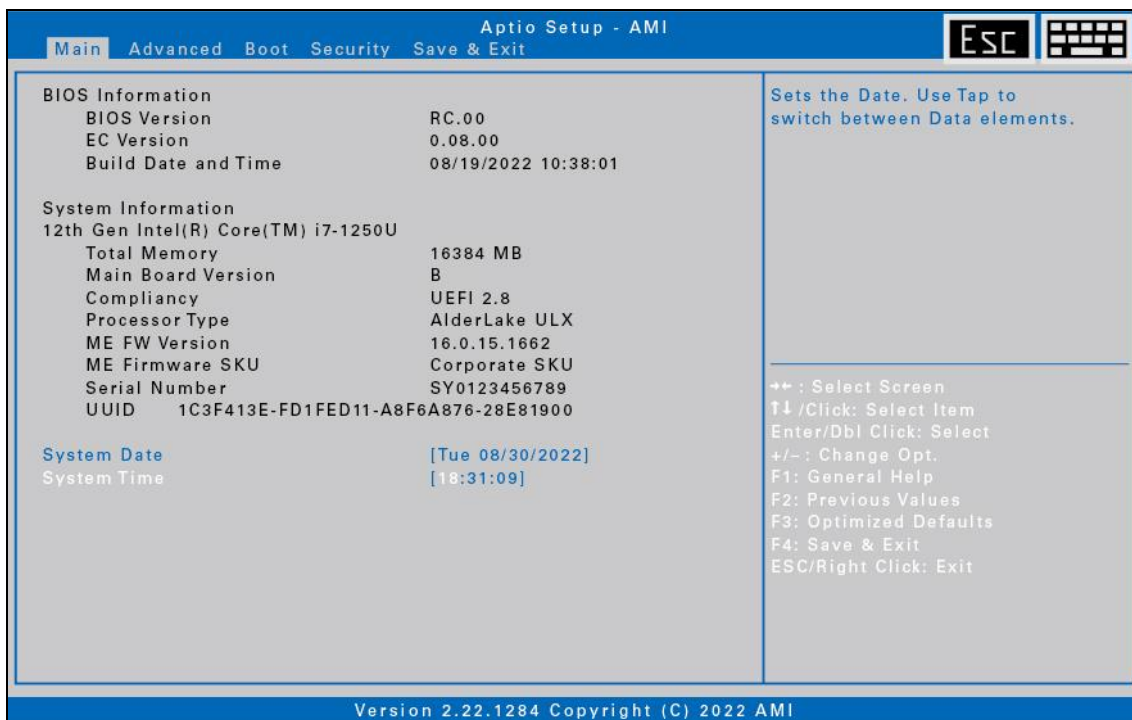 Aptio Setup - AMI
Main Advanced Boot Security Save & Exit
Esc
BIOS Information
BIOS Version RC.00
EC Version 0.08.00
Build Date and Time 08/19/2022 10:38:01
System Information
12th Gen Intel(R) Core(TM) i7-1250U
Total Memory 16384 MB
Main Board Version B
Compliancy UEFI 2.8
Processor Type AlderLake ULX
ME FW Version 16.0.15.1662
ME Firmware SKU Corporate SKU
Serial Number SY0123456789
UUID 1C3F413E-FD1FED11-A8F6A876-28E81900
System Date [Tue 08/30/2022]
System Time [18:31:09]
Sets the Date. Use Tap to
switch between Data elements.
→← : Select Screen
↑↓ /Click: Select Item
Enter/Dbl Click: Select
+/− : Change Opt.
F1: General Help
F2: Previous Values
F3: Optimized Defaults
F4: Save & Exit
ESC/Right Click: Exit
Version 2.22.1284 Copyright (C) 2022 AMI